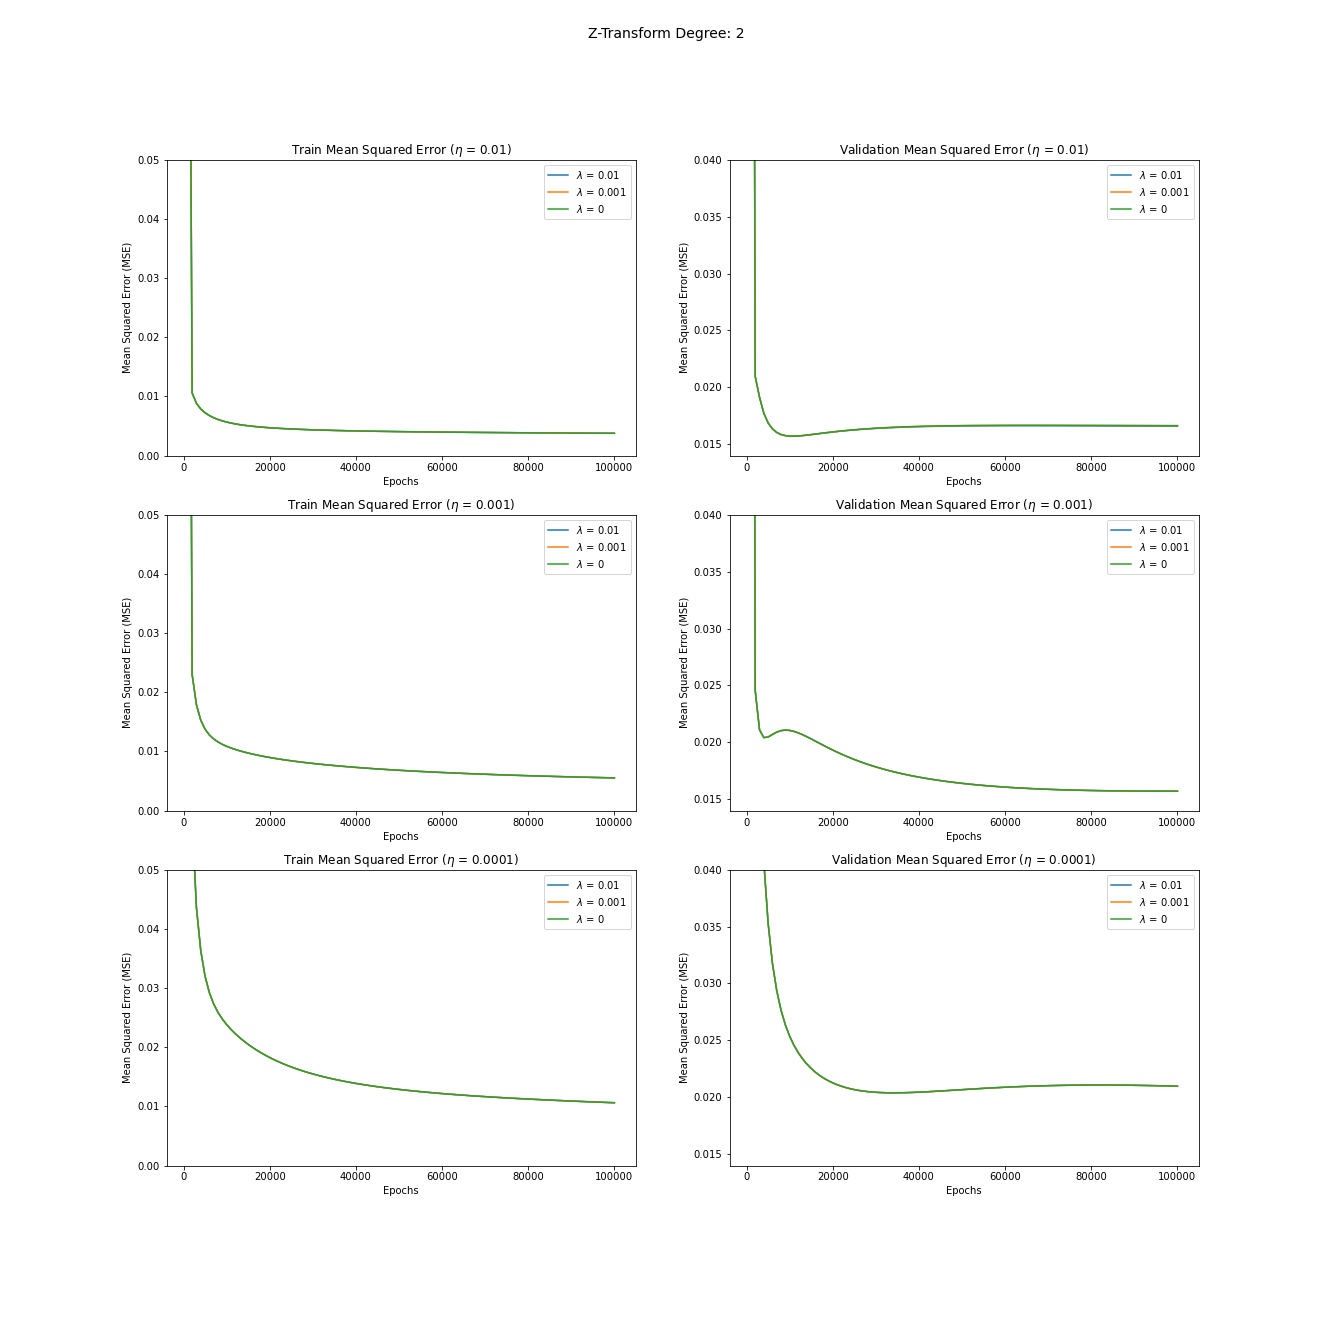 Z-Transform Degree: 2
Train Mean Squared Error (η = 0.01)
Mean Squared Error (MSE)
0.05
0.04
0.03
0.02
0.01
0.00
λ = 0.01
λ = 0.001
λ = 0
0 20000 40000 60000 80000 100000
Epochs
Validation Mean Squared Error (η = 0.01)
Mean Squared Error (MSE)
0.040
0.035
0.030
0.025
0.020
0.015
λ = 0.01
λ = 0.001
λ = 0
0 20000 40000 60000 80000 100000
Epochs
Train Mean Squared Error (η = 0.001)
Mean Squared Error (MSE)
0.05
0.04
0.03
0.02
0.01
0.00
λ = 0.01
λ = 0.001
λ = 0
0 20000 40000 60000 80000 100000
Epochs
Validation Mean Squared Error (η = 0.001)
Mean Squared Error (MSE)
0.040
0.035
0.030
0.025
0.020
0.015
λ = 0.01
λ = 0.001
λ = 0
0 20000 40000 60000 80000 100000
Epochs
Train Mean Squared Error (η = 0.0001)
Mean Squared Error (MSE)
0.05
0.04
0.03
0.02
0.01
0.00
λ = 0.01
λ = 0.001
λ = 0
0 20000 40000 60000 80000 100000
Epochs
Validation Mean Squared Error (η = 0.0001)
Mean Squared Error (MSE)
0.040
0.035
0.030
0.025
0.020
0.015
λ = 0.01
λ = 0.001
λ = 0
0 20000 40000 60000 80000 100000
Epochs